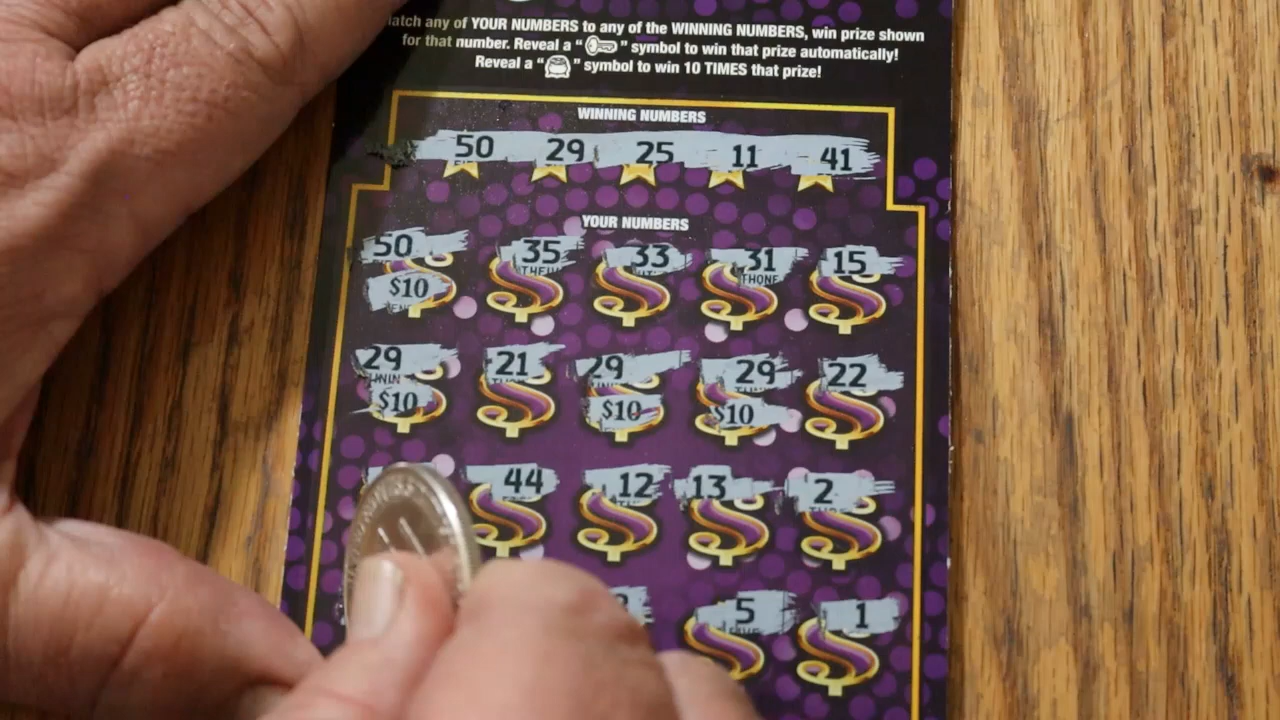 atch any of YOUR NUMBERS to any of the WINNING NUMBERS, win prize shown
for that number. Reveal a “ ” symbol to win that prize automatically!
Reveal a “ ” symbol to win 10 TIMES that prize!
WINNING NUMBERS
50 29 25 11 41
YOUR NUMBERS
50 35 33 31 15
THONE
$10
29 21 29 29 22
$10 $10 $10
44 12 13 2
5 1